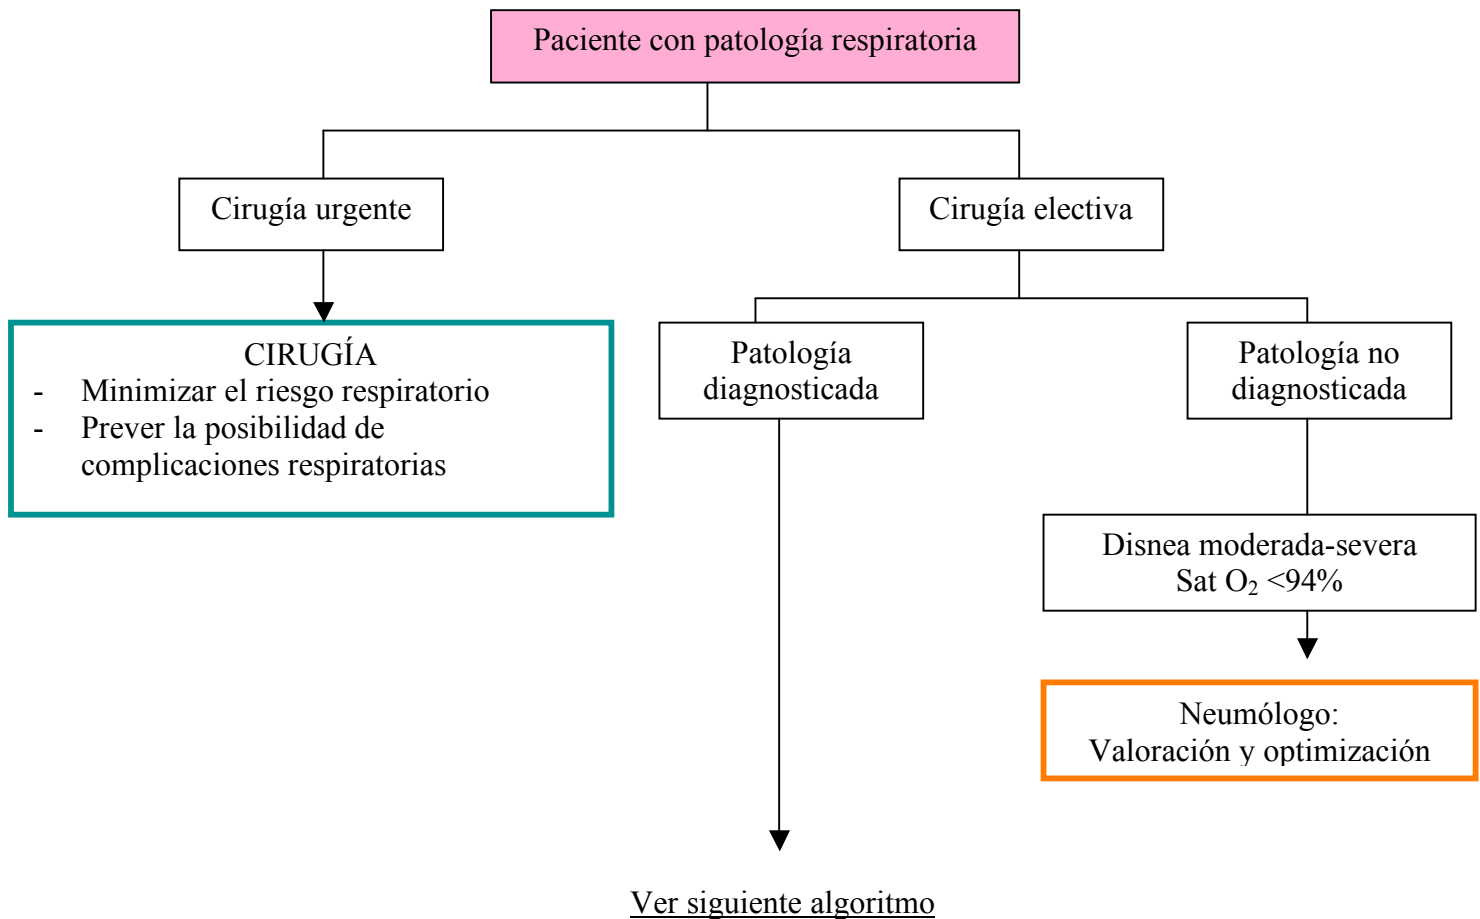 Paciente con patología respiratoria
Cirugía urgente
Cirugía electiva
CIRUGÍA
- Minimizar el riesgo respiratorio
- Prever la posibilidad de
complicaciones respiratorias
Patología
diagnosticada
Patología no
diagnosticada
Disnea moderada-severa
Sat O₂ <94%
Neumólogo:
Valoración y optimización
Ver siguiente algoritmo